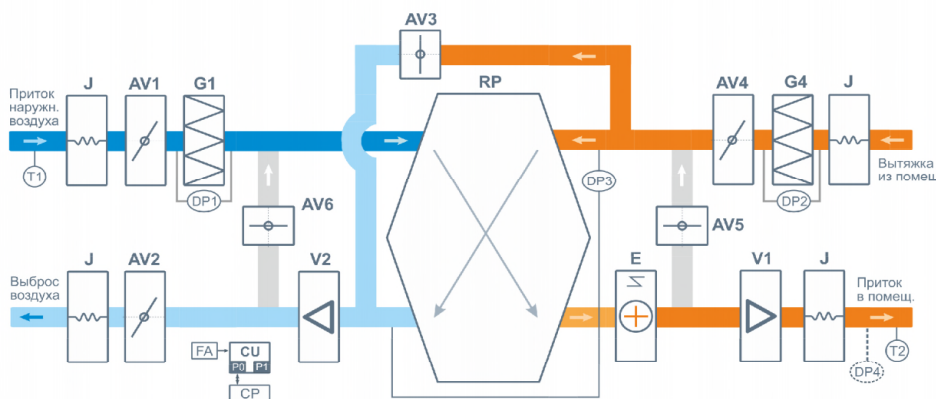 AV3
J
AV1
G1
RP
AV4
G4
J
Приток
наружн.
воздуха
T1
DP1
DP3
DP2
Вытяжка
из помещ.
AV6
AV5
J
AV2
V2
E
V1
J
Выброс
воздуха
Приток
в помещ.
FA
CU
P0 P1
CP
T2
DP4